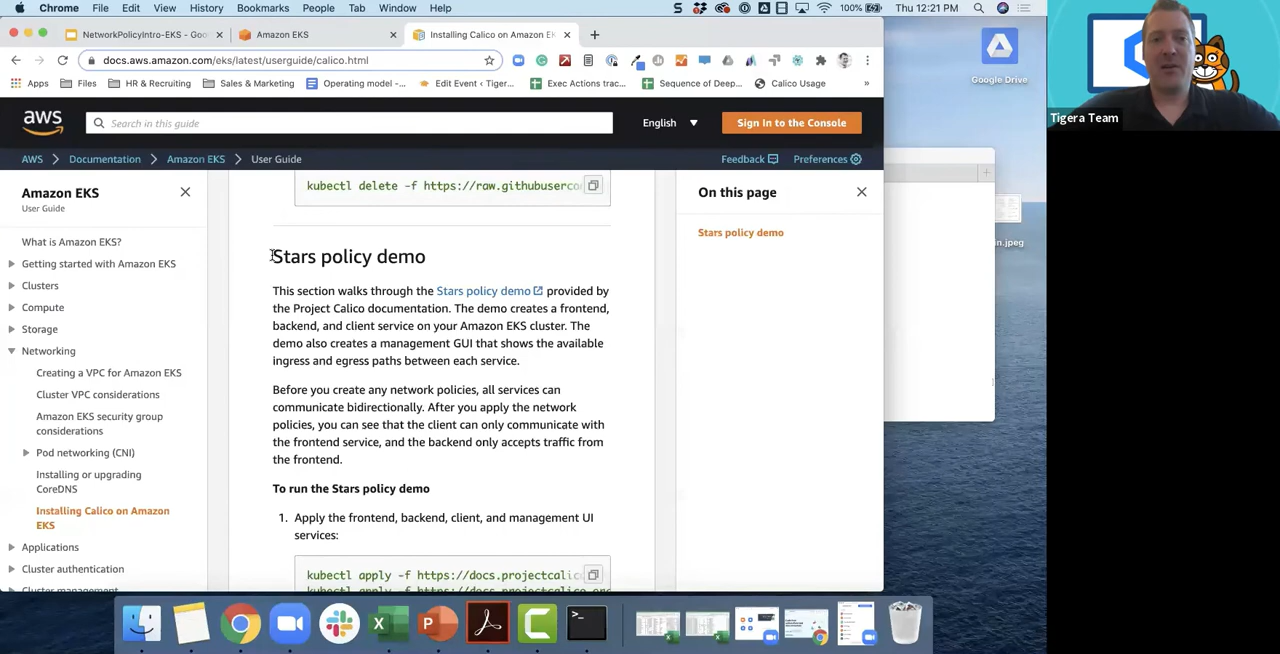 Chrome File Edit View History Bookmarks People Tab Window Help
100% Thu 12:21 PM
NetworkPolicyIntro-EKS - Goo
Amazon EKS
Installing Calico on Amazon E
docs.aws.amazon.com/eks/latest/userguide/calico.html
Apps Files HR & Recruiting Sales & Marketing Operating model -... Edit Event < Tiger... Exec Actions trac... Sequence of Deep... Calico Usage »
aws
Search in this guide
English
Sign In to the Console
AWS Documentation Amazon EKS User Guide
Feedback Preferences
Amazon EKS
User Guide
What is Amazon EKS?
Getting started with Amazon EKS
Clusters
Compute
Storage
Networking
Creating a VPC for Amazon EKS
Cluster VPC considerations
Amazon EKS security group
considerations
Pod networking (CNI)
Installing or upgrading
CoreDNS
Installing Calico on Amazon
EKS
Applications
Cluster authentication
Cluster management
kubectl delete -f https://raw.githubuserco
Stars policy demo
This section walks through the Stars policy demo provided by
the Project Calico documentation. The demo creates a frontend,
backend, and client service on your Amazon EKS cluster. The
demo also creates a management GUI that shows the available
ingress and egress paths between each service.
Before you create any network policies, all services can
communicate bidirectionally. After you apply the network
policies, you can see that the client can only communicate with
the frontend service, and the backend only accepts traffic from
the frontend.
To run the Stars policy demo
1. Apply the frontend, backend, client, and management UI
services:
kubectl apply -f https://docs.projectcalic
kubectl apply -f https://docs.projectcalico.org
On this page
Stars policy demo
Google Drive
in.jpeg
Tigera Team